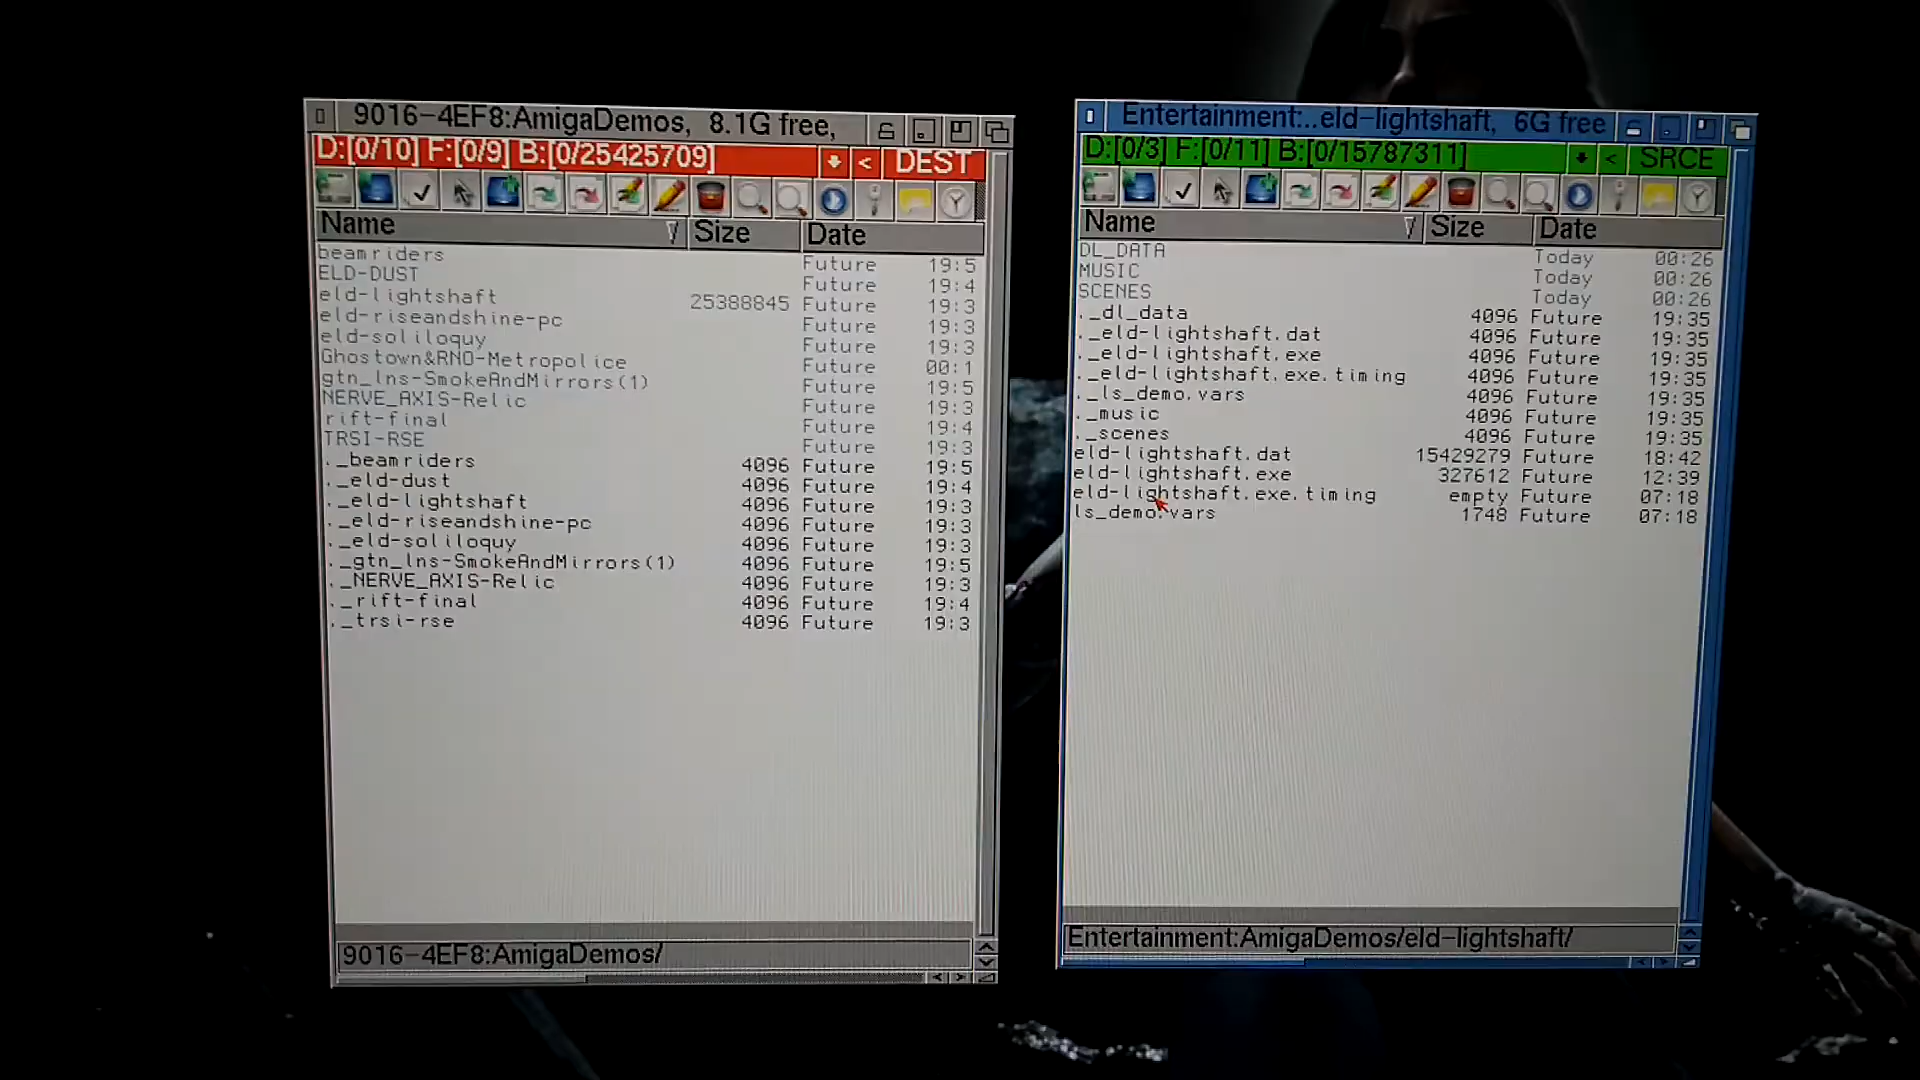 9016-4EF8:AmigaDemos, 8.1G free,
D:[0/10] F:[0/9] B:[0/25425709] < DEST
Name Size Date
beamriders Future 19:5
ELD-DUST Future 19:4
eld-lightshaft 25388845 Future 19:3
eld-riseandshine-pc Future 19:3
eld-soliloquy Future 19:3
Ghostown&RNO-Metropolice Future 00:1
gtn_lns-SmokeAndMirrors(1) Future 19:5
NERVE_AXIS-Relic Future 19:3
rift-final Future 19:4
TRSI-RSE Future 19:3
._beamriders 4096 Future 19:5
._eld-dust 4096 Future 19:4
._eld-lightshaft 4096 Future 19:3
._eld-riseandshine-pc 4096 Future 19:3
._eld-soliloquy 4096 Future 19:3
._gtn_lns-SmokeAndMirrors(1) 4096 Future 19:5
._NERVE_AXIS-Relic 4096 Future 19:3
._rift-final 4096 Future 19:4
._trsi-rse 4096 Future 19:3
9016-4EF8:AmigaDemos/
Entertainment:..eld-lightshaft, 6G free
D:[0/3] F:[0/11] B:[0/15787311] < SRCE
Name Size Date
DL_DATA Today 00:26
MUSIC Today 00:26
SCENES Today 00:26
._dl_data 4096 Future 19:35
._eld-lightshaft.dat 4096 Future 19:35
._eld-lightshaft.exe 4096 Future 19:35
._eld-lightshaft.exe.timing 4096 Future 19:35
._ls_demo.vars 4096 Future 19:35
._music 4096 Future 19:35
._scenes 4096 Future 19:35
eld-lightshaft.dat 15429279 Future 18:42
eld-lightshaft.exe 327612 Future 12:39
eld-lightshaft.exe.timing empty Future 07:18
ls_demo.vars 1748 Future 07:18
Entertainment:AmigaDemos/eld-lightshaft/